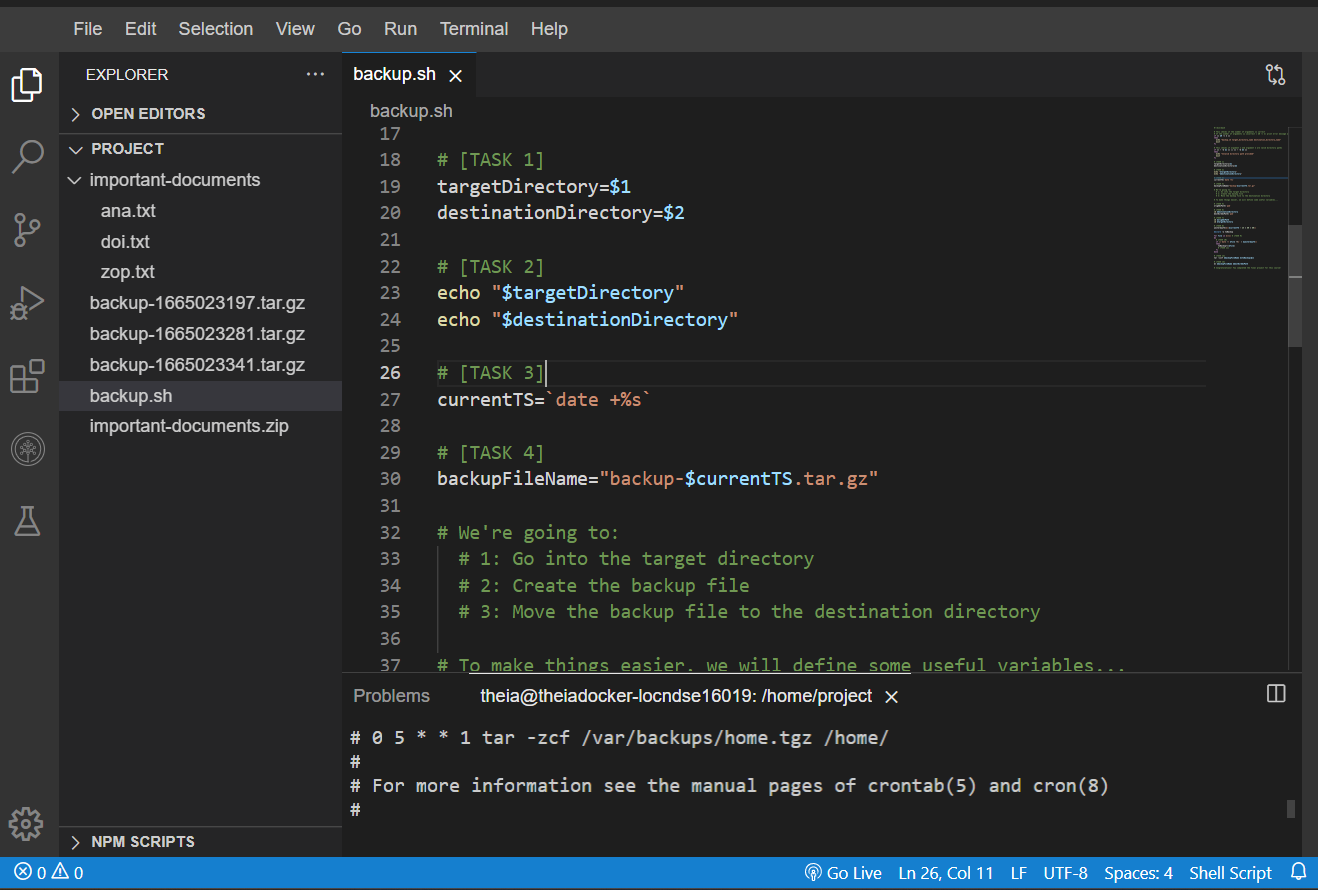 File Edit Selection View Go Run Terminal Help
EXPLORER
OPEN EDITORS
PROJECT
important-documents
ana.txt
doi.txt
zop.txt
backup-1665023197.tar.gz
backup-1665023281.tar.gz
backup-1665023341.tar.gz
backup.sh
important-documents.zip
NPM SCRIPTS
backup.sh
backup.sh
17
18 # [TASK 1]
19 targetDirectory=$1
20 destinationDirectory=$2
21
22 # [TASK 2]
23 echo "$targetDirectory"
24 echo "$destinationDirectory"
25
26 # [TASK 3]
27 currentTS=`date +%s`
28
29 # [TASK 4]
30 backupFileName="backup-$currentTS.tar.gz"
31
32 # We're going to:
33 # 1: Go into the target directory
34 # 2: Create the backup file
35 # 3: Move the backup file to the destination directory
36
37 # To make things easier, we will define some useful variables...
Problems theia@theiadocker-locndse16019: /home/project
# 0 5 * * 1 tar -zcf /var/backups/home.tgz /home/
#
# For more information see the manual pages of crontab(5) and cron(8)
#
0 0 Go Live Ln 26, Col 11 LF UTF-8 Spaces: 4 Shell Script